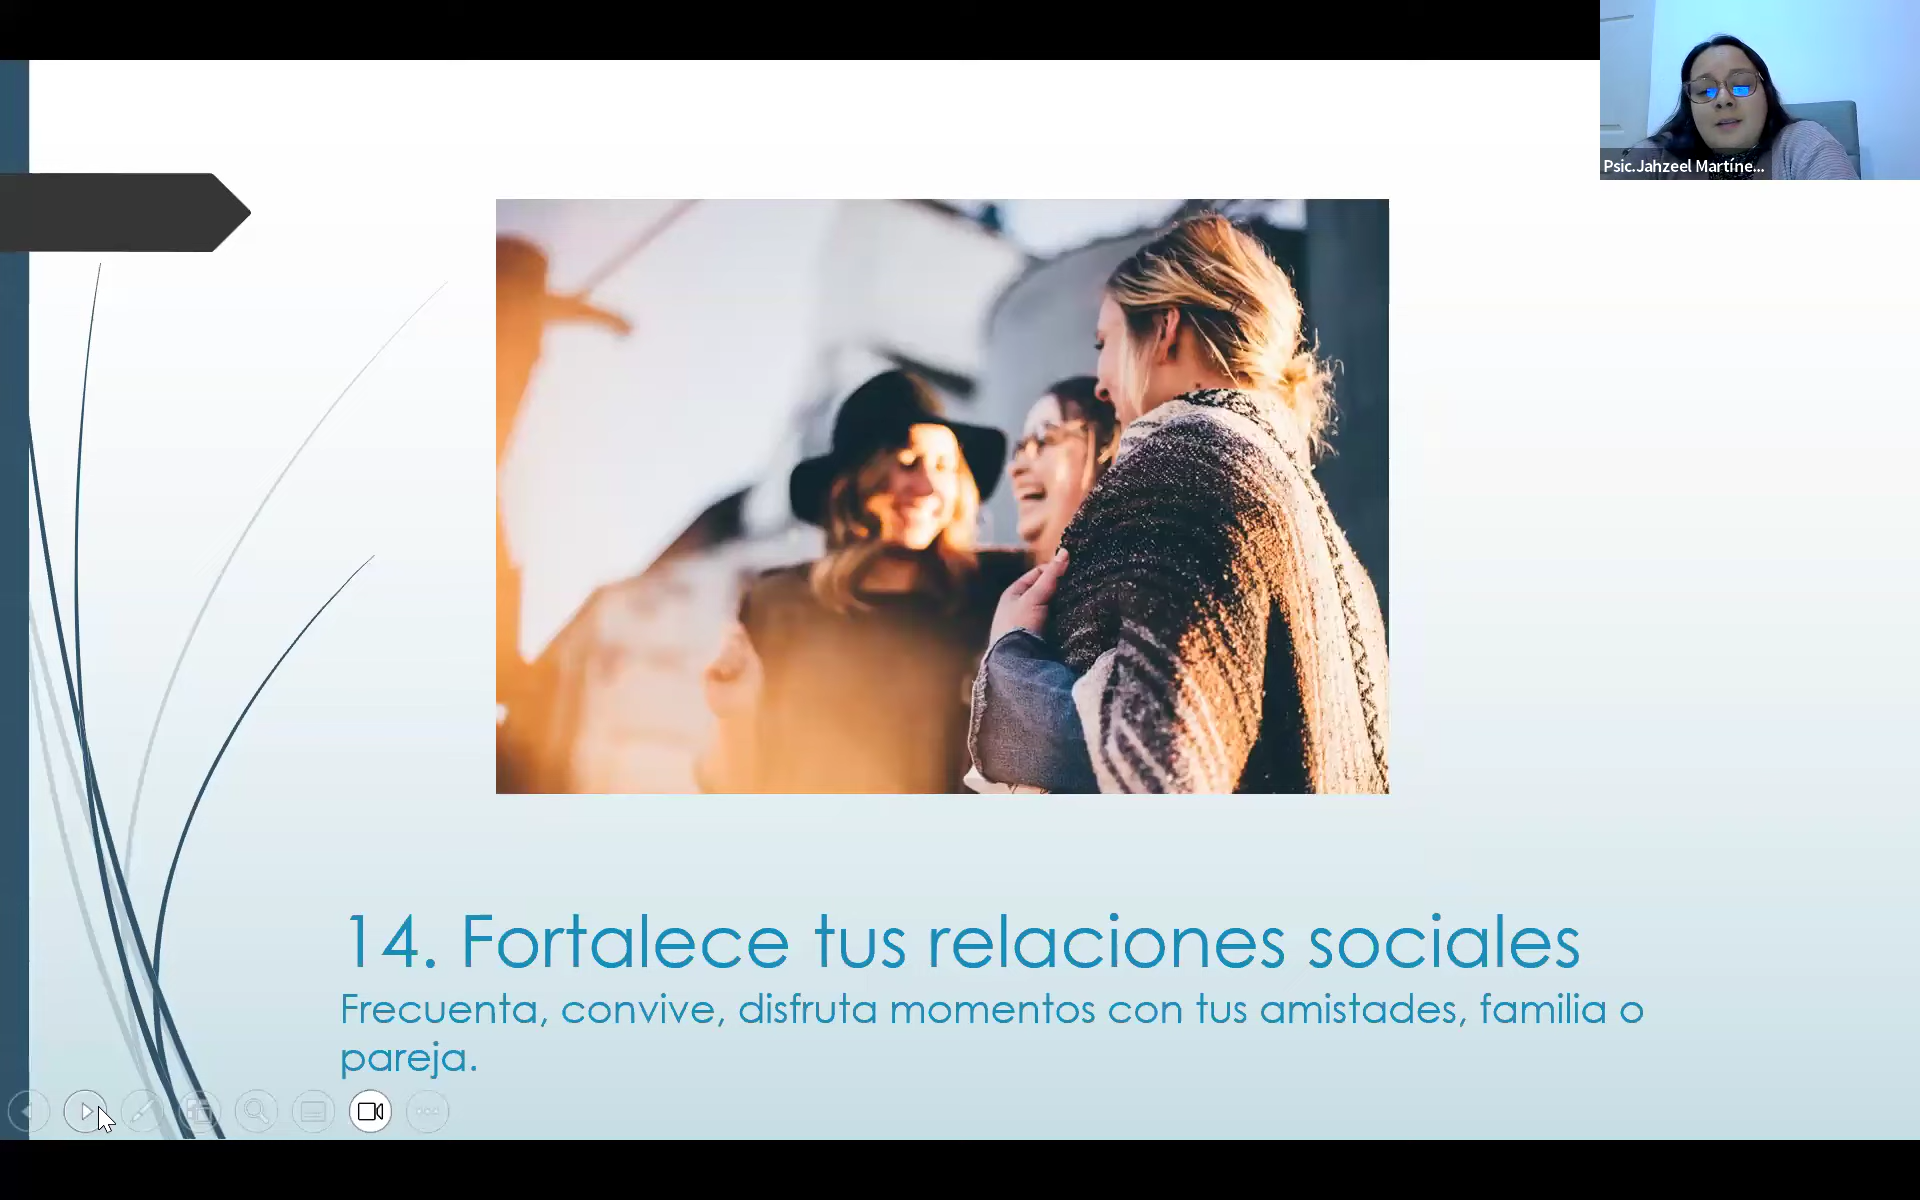 Psic.Jahzeel Martíne...
14. Fortalece tus relaciones sociales
Frecuenta, convive, disfruta momentos con tus amistades, familia o
pareja.